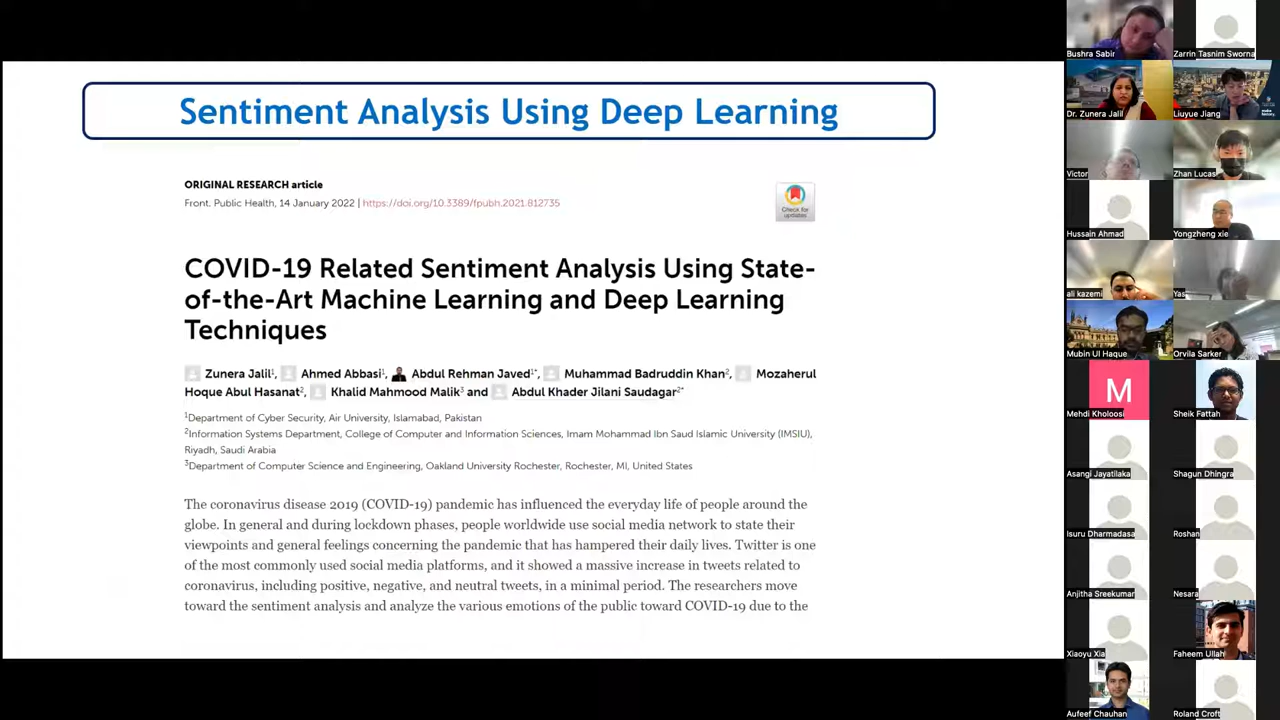 Sentiment Analysis Using Deep Learning
ORIGINAL RESEARCH article
Front. Public Health, 14 January 2022 | https://doi.org/10.3389/fpubh.2021.812735
Check for
updates
COVID-19 Related Sentiment Analysis Using State-
of-the-Art Machine Learning and Deep Learning
Techniques
Zunera Jalil¹, Ahmed Abbasi¹, Abdul Rehman Javed¹*, Muhammad Badruddin Khan², Mozaherul
Hoque Abul Hasanat², Khalid Mahmood Malik³ and Abdul Khader Jilani Saudagar²*
¹Department of Cyber Security, Air University, Islamabad, Pakistan
²Information Systems Department, College of Computer and Information Sciences, Imam Mohammad Ibn Saud Islamic University (IMSIU),
Riyadh, Saudi Arabia
³Department of Computer Science and Engineering, Oakland University Rochester, Rochester, MI, United States
The coronavirus disease 2019 (COVID-19) pandemic has influenced the everyday life of people around the
globe. In general and during lockdown phases, people worldwide use social media network to state their
viewpoints and general feelings concerning the pandemic that has hampered their daily lives. Twitter is one
of the most commonly used social media platforms, and it showed a massive increase in tweets related to
coronavirus, including positive, negative, and neutral tweets, in a minimal period. The researchers move
toward the sentiment analysis and analyze the various emotions of the public toward COVID-19 due to the
Bushra Sabir
Zarrin Tasnim Sworna
Dr. Zunera Jalil
Liuyue Jiang
Victor
Zhan Lucas
Hussain Ahmad
Yongzheng xie
ali kazemi
Yas
Mubin Ul Haque
Orvila Sarker
M
Mehdi Kholoosi
Sheik Fattah
Asangi Jayatilaka
Shagun Dhingra
Isuru Dharmadasa
Roshan
Anjitha Sreekumar
Nesara
Xiaoyu Xia
Faheem Ullah
Aufeef Chauhan
Roland Croft